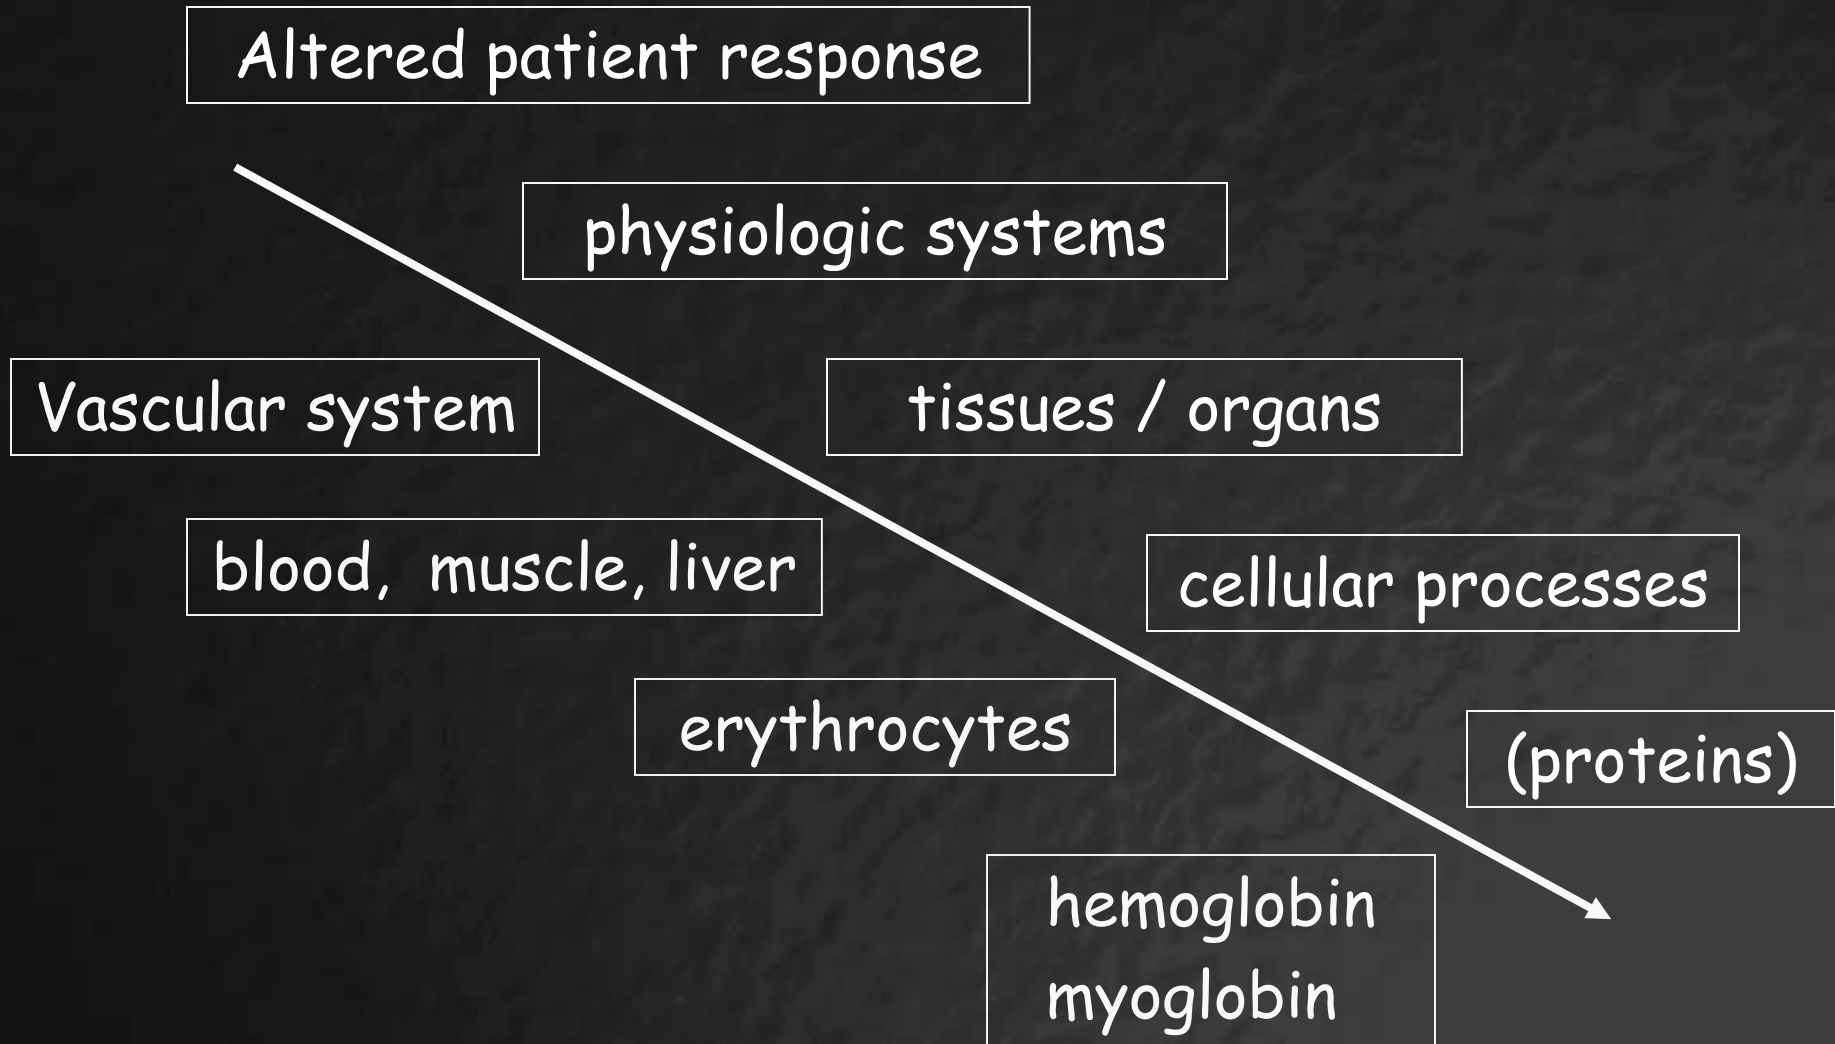 Altered patient response
physiologic systems
Vascular system
tissues / organs
blood, muscle, liver
cellular processes
erythrocytes
(proteins)
hemoglobin
myoglobin